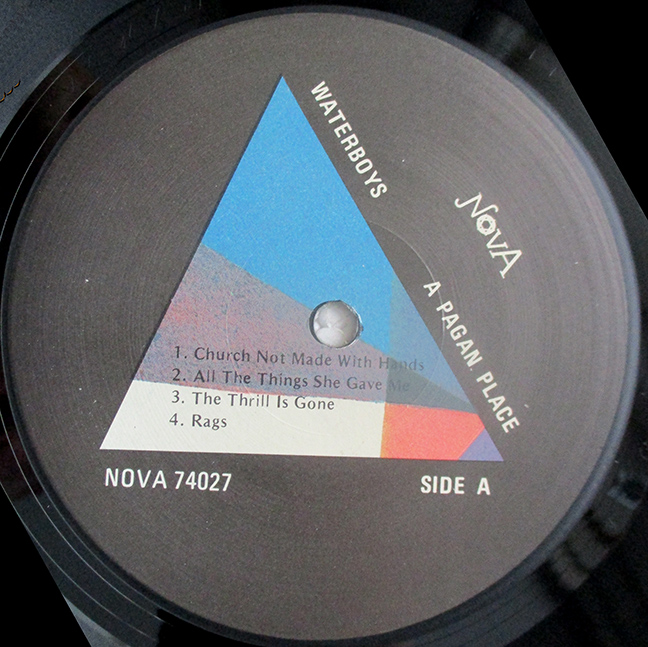 WATERBOYS
NOVA
A PAGAN PLACE
1. Church Not Made With Hands
2. All The Things She Gave Me
3. The Thrill Is Gone
4. Rags
NOVA 74027
SIDE A